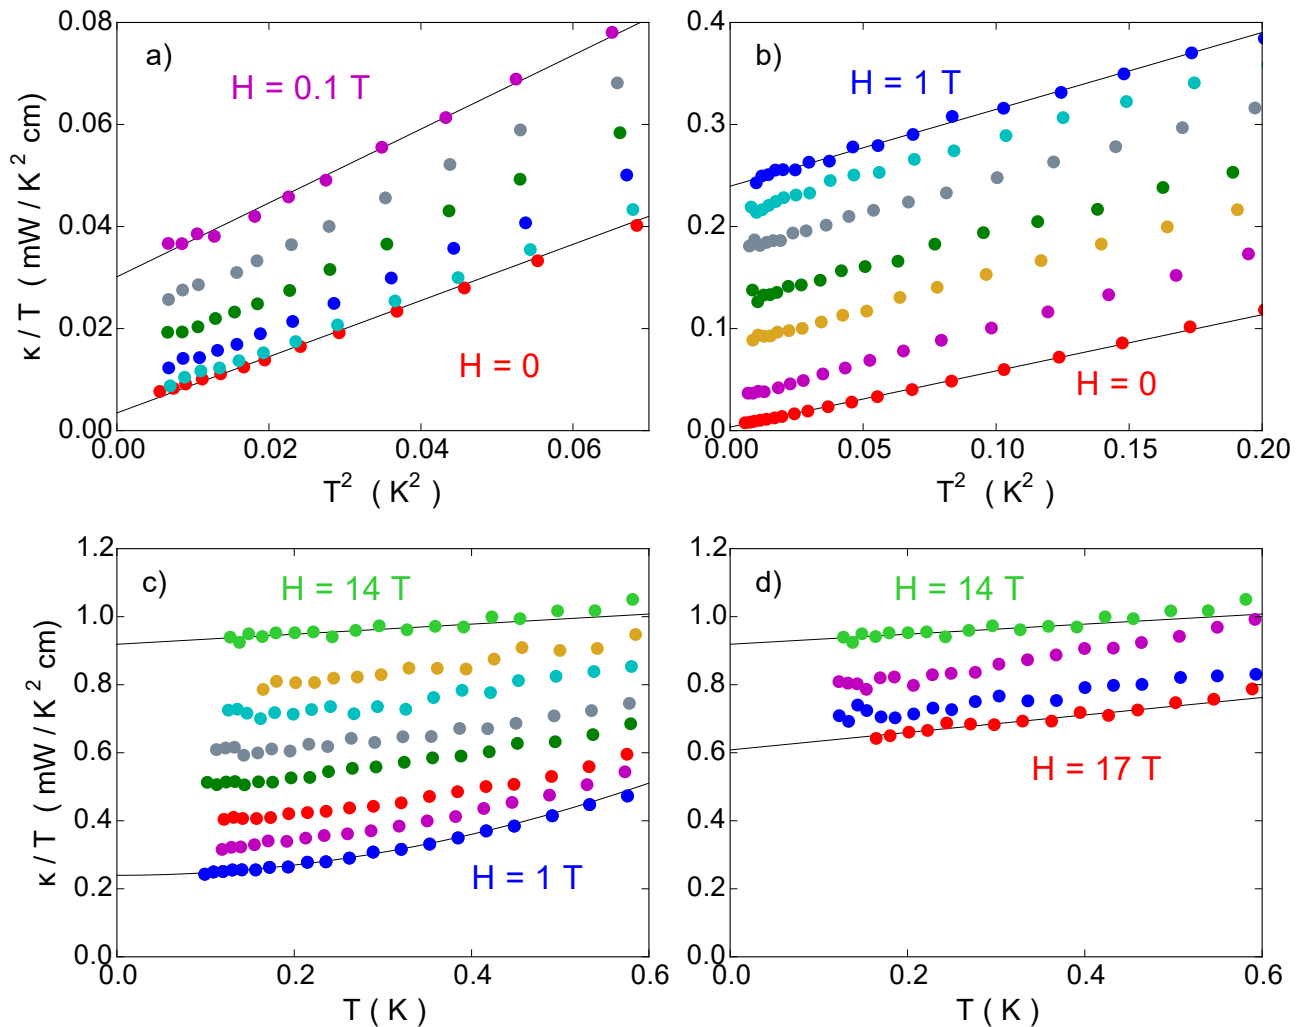 0.08
a)
H = 0.1 T
0.06
0.04
0.02
H = 0
0.00
0.00
0.02
0.04
0.06
κ / T ( mW / K² cm)
T² ( K² )
0.4
b)
H = 1 T
0.3
0.2
0.1
H = 0
0.0
0.00
0.05
0.10
0.15
0.20
T² ( K² )
1.2
c)
H = 14 T
1.0
0.8
0.6
0.4
H = 1 T
0.2
0.0
0.0
0.2
0.4
0.6
κ / T ( mW / K² cm)
T ( K )
1.2
d)
H = 14 T
1.0
0.8
H = 17 T
0.6
0.4
0.2
0.0
0.0
0.2
0.4
0.6
T ( K )